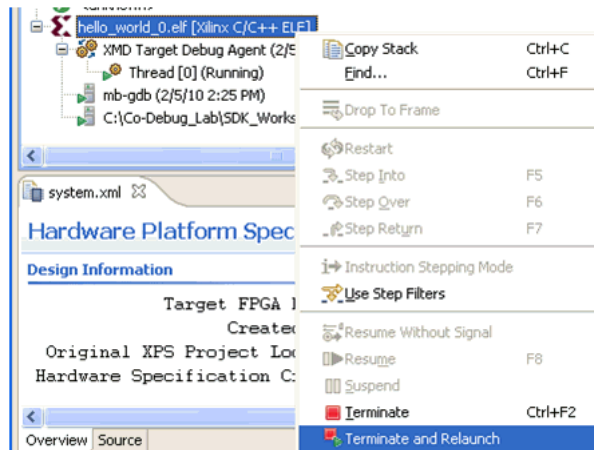 hello_world_0.elf [Xilinx C/C++ ELF]
XMD Target Debug Agent (2/5
Thread [0] (Running)
mb-gdb (2/5/10 2:25 PM)
C:\Co-Debug_Lab\SDK_Works
system.xml
Hardware Platform Spec
Design Information
Target FPGA
Created
Original XPS Project Loc
Hardware Specification C
Overview Source
Copy Stack Ctrl+C
Find... Ctrl+F
Drop To Frame
Restart
Step Into F5
Step Over F6
Step Return F7
Instruction Stepping Mode
Use Step Filters
Resume Without Signal
Resume F8
Suspend
Terminate Ctrl+F2
Terminate and Relaunch